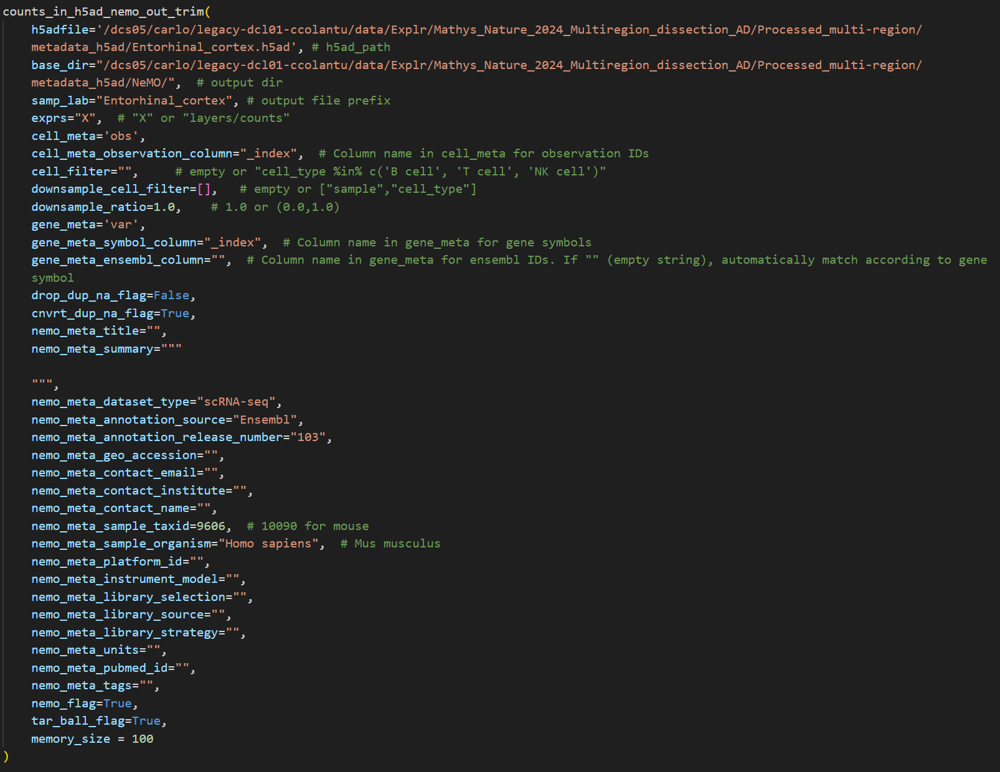 counts_in_h5ad_nemo_out_trim(
    h5adfile='/dcs05/carlo/legacy-dcl01-ccolantu/data/Explr/Mathys_Nature_2024_Multiregion_dissection_AD/Processed_multi-region/
    metadata_h5ad/Entorhinal_cortex.h5ad', # h5ad_path
    base_dir="/dcs05/carlo/legacy-dcl01-ccolantu/data/Explr/Mathys_Nature_2024_Multiregion_dissection_AD/Processed_multi-region/
    metadata_h5ad/NeMO/",  # output dir
    samp_lab="Entorhinal_cortex", # output file prefix
    exprs="X",  # "X" or "layers/counts"
    cell_meta='obs',
    cell_meta_observation_column="_index",  # Column name in cell_meta for observation IDs
    cell_filter="",     # empty or "cell_type %in% c('B cell', 'T cell', 'NK cell')"
    downsample_cell_filter=[],   # empty or ["sample","cell_type"]
    downsample_ratio=1.0,    # 1.0 or (0.0,1.0)
    gene_meta='var',
    gene_meta_symbol_column="_index",  # Column name in gene_meta for gene symbols
    gene_meta_ensembl_column="",  # Column name in gene_meta for ensembl IDs. If "" (empty string), automatically match according to gene
    symbol
    drop_dup_na_flag=False,
    cnvrt_dup_na_flag=True,
    nemo_meta_title="",
    nemo_meta_summary="""

    """,
    nemo_meta_dataset_type="scRNA-seq",
    nemo_meta_annotation_source="Ensembl",
    nemo_meta_annotation_release_number="103",
    nemo_meta_geo_accession="",
    nemo_meta_contact_email="",
    nemo_meta_contact_institute="",
    nemo_meta_contact_name="",
    nemo_meta_sample_taxid=9606,  # 10090 for mouse
    nemo_meta_sample_organism="Homo sapiens",  # Mus musculus
    nemo_meta_platform_id="",
    nemo_meta_instrument_model="",
    nemo_meta_library_selection="",
    nemo_meta_library_source="",
    nemo_meta_library_strategy="",
    nemo_meta_units="",
    nemo_meta_pubmed_id="",
    nemo_meta_tags="",
    nemo_flag=True,
    tar_ball_flag=True,
    memory_size = 100
)